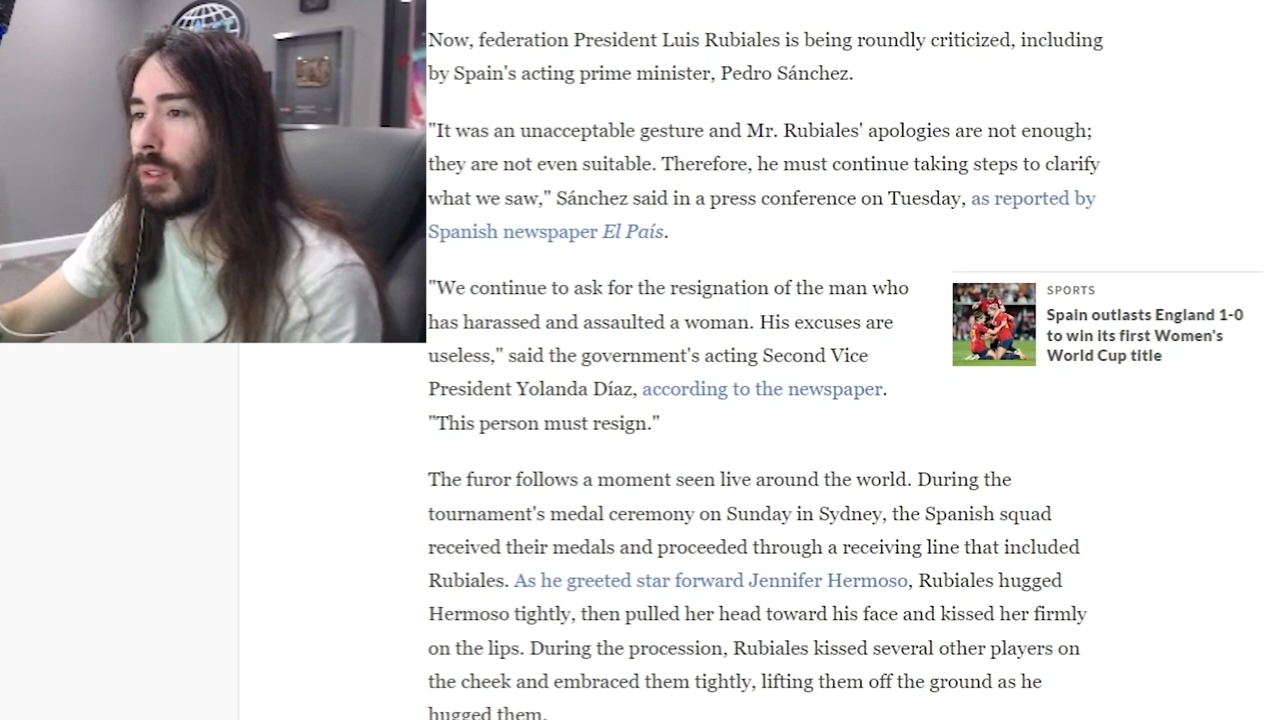 Now, federation President Luis Rubiales is being roundly criticized, including
by Spain's acting prime minister, Pedro Sánchez.
"It was an unacceptable gesture and Mr. Rubiales' apologies are not enough;
they are not even suitable. Therefore, he must continue taking steps to clarify
what we saw," Sánchez said in a press conference on Tuesday, as reported by
Spanish newspaper El País.
"We continue to ask for the resignation of the man who
has harassed and assaulted a woman. His excuses are
useless," said the government's acting Second Vice
President Yolanda Díaz, according to the newspaper.
"This person must resign."
SPORTS
Spain outlasts England 1-0
to win its first Women's
World Cup title
The furor follows a moment seen live around the world. During the
tournament's medal ceremony on Sunday in Sydney, the Spanish squad
received their medals and proceeded through a receiving line that included
Rubiales. As he greeted star forward Jennifer Hermoso, Rubiales hugged
Hermoso tightly, then pulled her head toward his face and kissed her firmly
on the lips. During the procession, Rubiales kissed several other players on
the cheek and embraced them tightly, lifting them off the ground as he
hugged them.